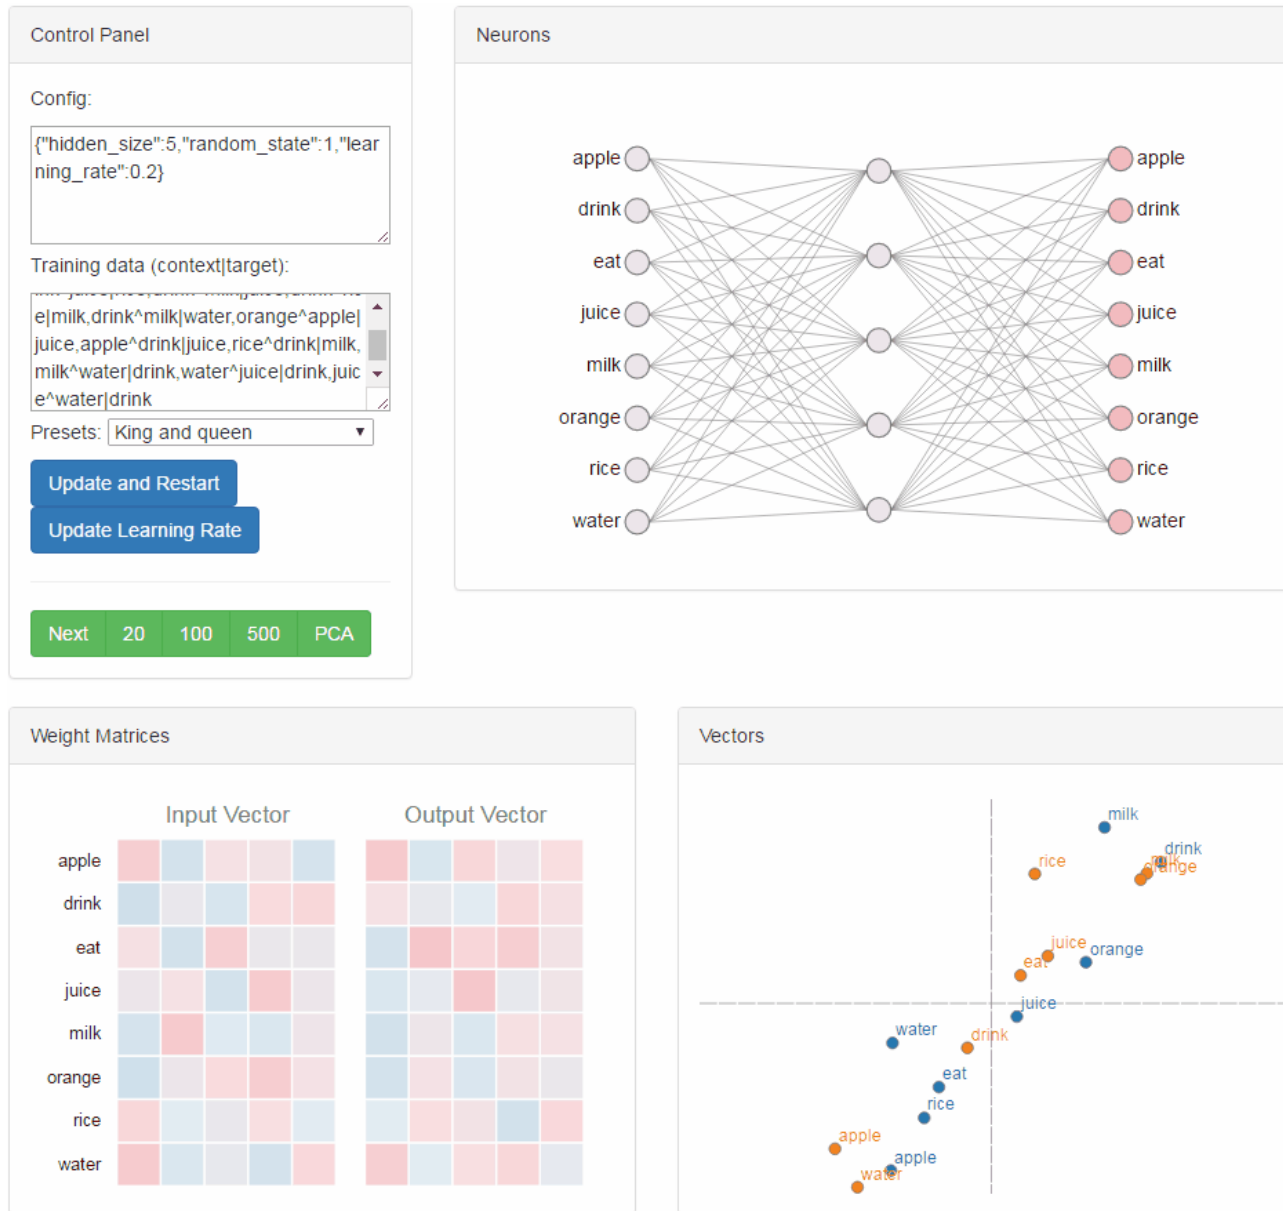 Control Panel
Config:
{"hidden_size":5,"random_state":1,"lear
ning_rate":0.2}
Training data (context|target):
e|milk,drink^milk|water,orange^apple|
juice,apple^drink|juice,rice^drink|milk,
milk^water|drink,water^juice|drink,juic
e^water|drink
Presets: King and queen
Update and Restart
Update Learning Rate
Next 20 100 500 PCA
Neurons
apple apple
drink drink
eat eat
juice juice
milk milk
orange orange
rice rice
water water
Weight Matrices
Input Vector Output Vector
apple
drink
eat
juice
milk
orange
rice
water
Vectors
milk
drink
milk
rice
orange
juice
orange
eat
juice
water
drink
eat
rice
apple
apple
water